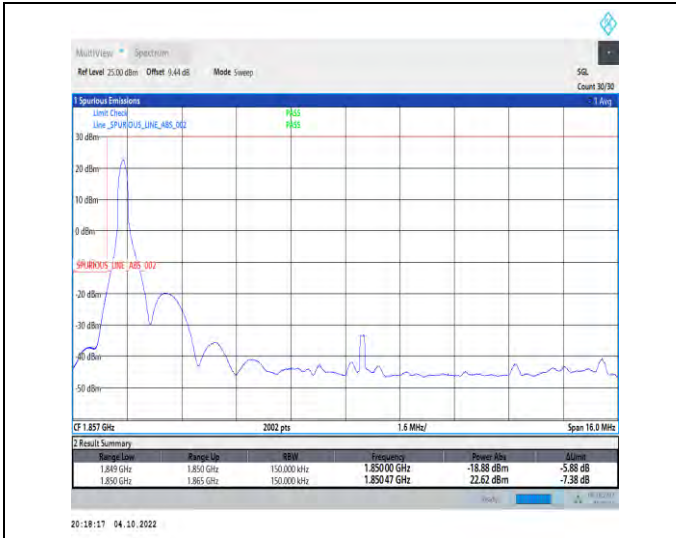 MultiView Spectrum
Ref Level 25.00 dBm Offset 9.44 dB Mode Sweep SGL
Count 30/30
1 Spurious Emissions 1 Avg
Limit Check PASS
Line _SPURIOUS_LINE_ABS_002 PASS
30 dBm
20 dBm
10 dBm
0 dBm
SPURIOUS_LINE_ABS_002
-20 dBm
-30 dBm
-40 dBm
-50 dBm
CF 1.857 GHz 2002 pts 1.6 MHz/ Span 16.0 MHz
2 Result Summary
Range Low Range Up RBW Frequency Power Abs ΔLimit
1.849 GHz 1.850 GHz 150.000 kHz 1.85000 GHz -18.88 dBm -5.88 dB
1.850 GHz 1.865 GHz 150.000 kHz 1.85047 GHz 22.62 dBm -7.38 dB
Ready
20:18:17 04.10.2022